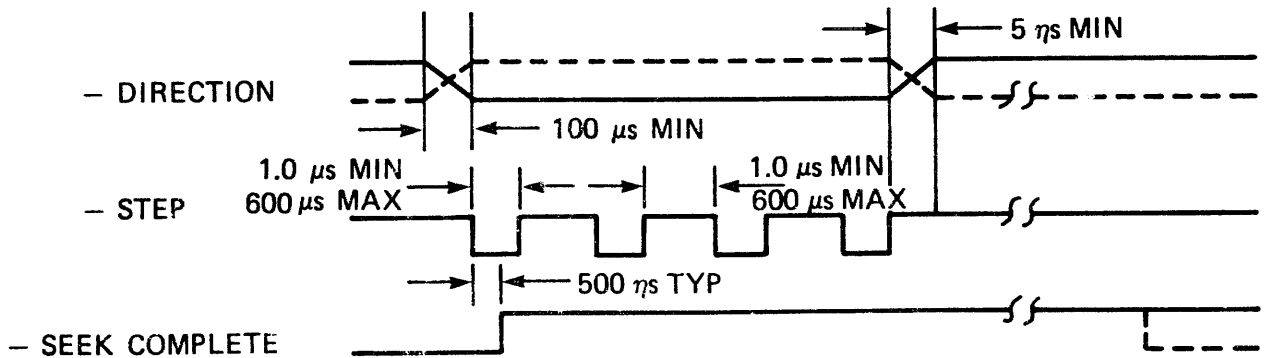 5 ηs MIN
– DIRECTION
100 μs MIN
1.0 μs MIN
600 μs MAX
1.0 μs MIN
600 μs MAX
– STEP
500 ηs TYP
– SEEK COMPLETE